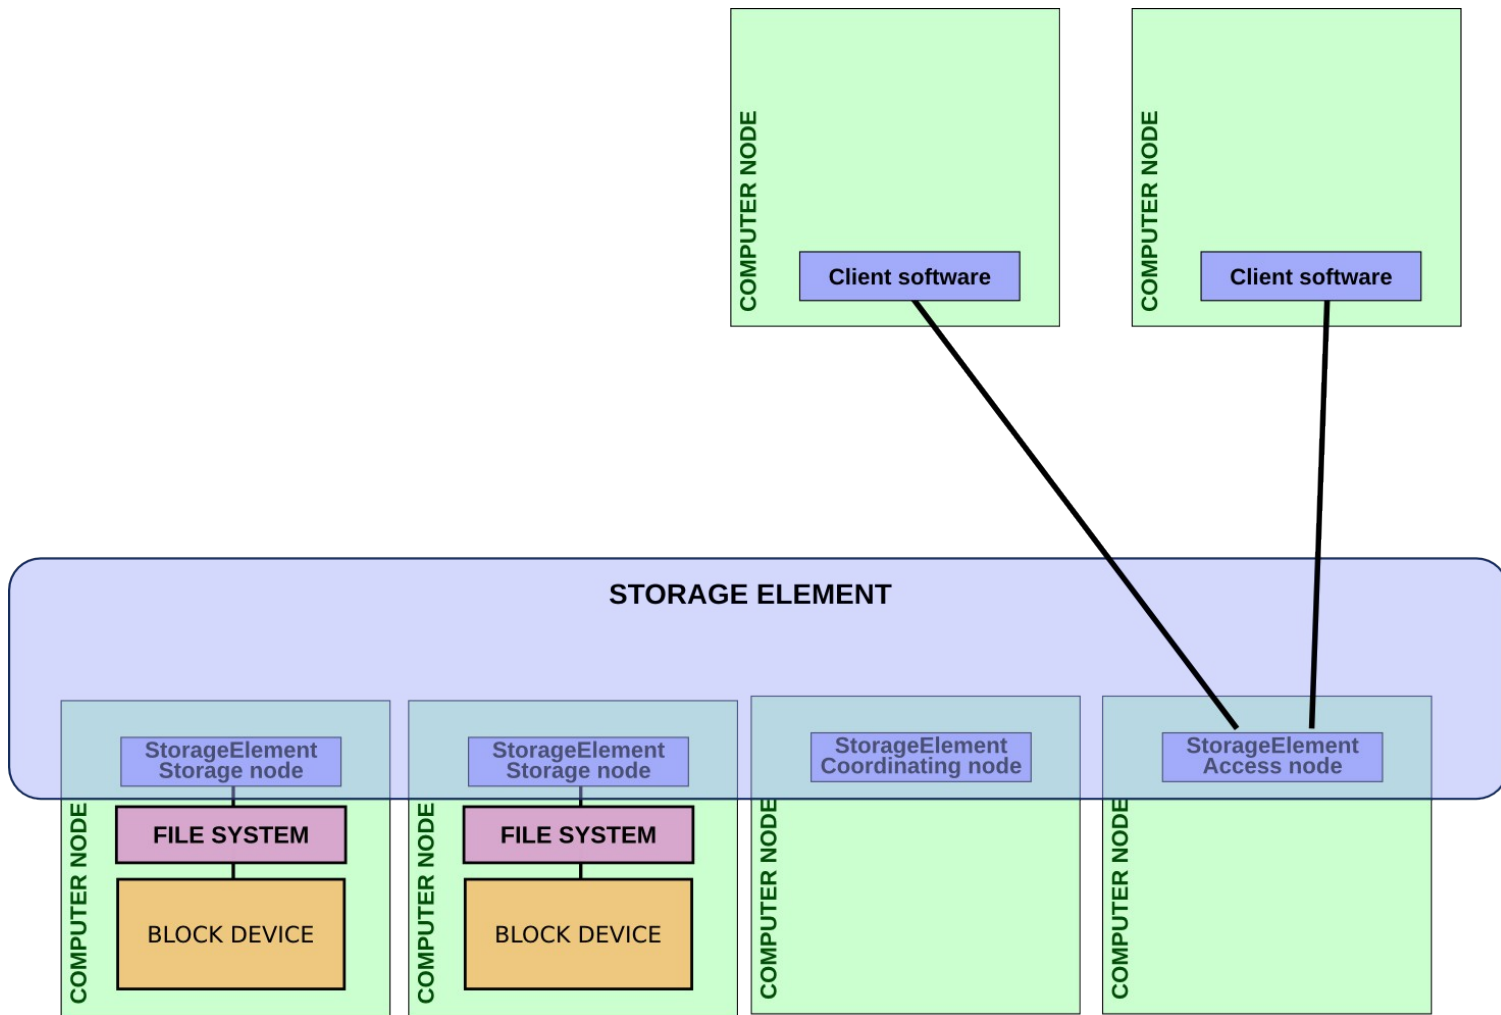 COMPUTER NODE
Client software
COMPUTER NODE
Client software
STORAGE ELEMENT
COMPUTER NODE
StorageElement
Storage node
FILE SYSTEM
BLOCK DEVICE
COMPUTER NODE
StorageElement
Storage node
FILE SYSTEM
BLOCK DEVICE
COMPUTER NODE
StorageElement
Coordinating node
COMPUTER NODE
StorageElement
Access node